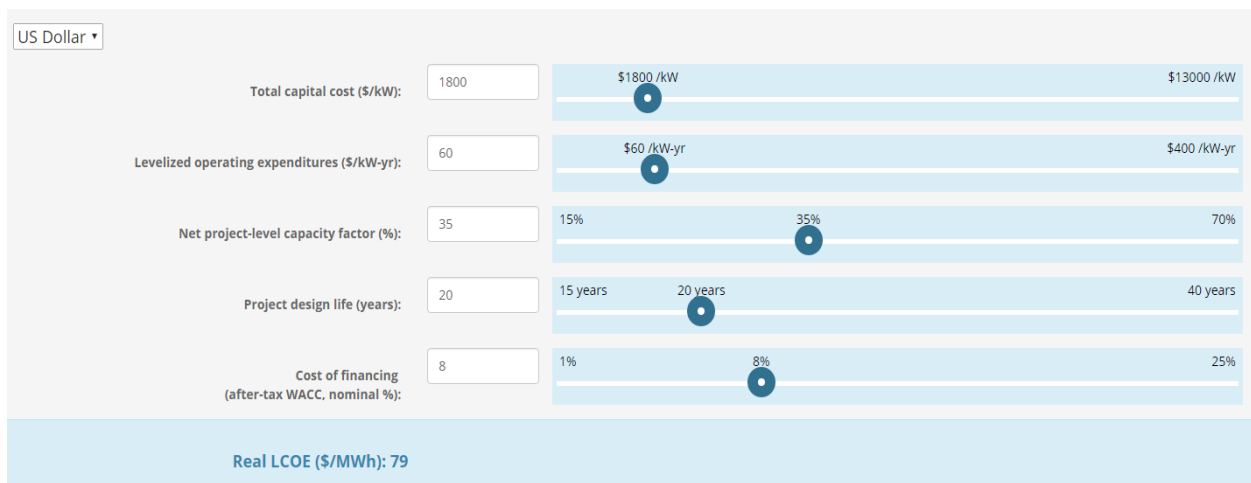 US Dollar
Total capital cost ($/kW):
1800
$1800 /kW
$13000 /kW
Levelized operating expenditures ($/kW-yr):
60
$60 /kW-yr
$400 /kW-yr
Net project-level capacity factor (%):
35
15%
35%
70%
Project design life (years):
20
15 years
20 years
40 years
Cost of financing
(after-tax WACC, nominal %):
8
1%
8%
25%
Real LCOE ($/MWh): 79